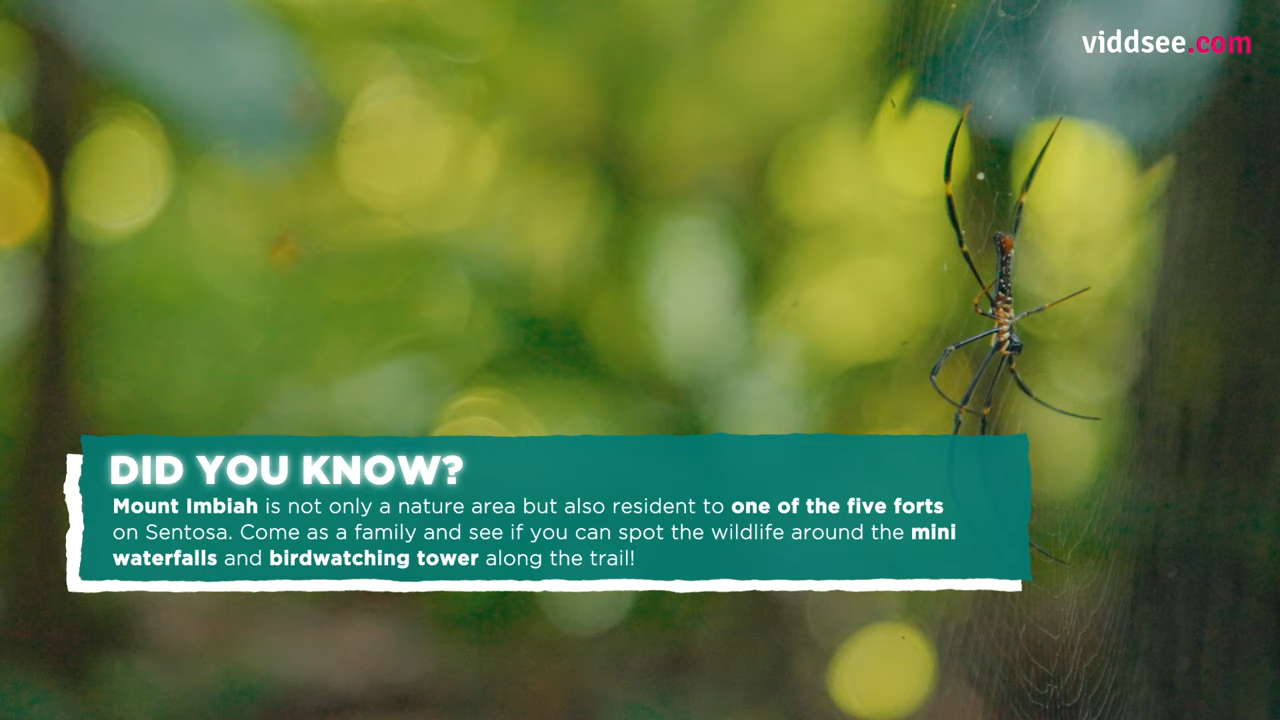 viddsee.com
DID YOU KNOW?
Mount Imbiah is not only a nature area but also resident to one of the five forts
on Sentosa. Come as a family and see if you can spot the wildlife around the mini
waterfalls and birdwatching tower along the trail!